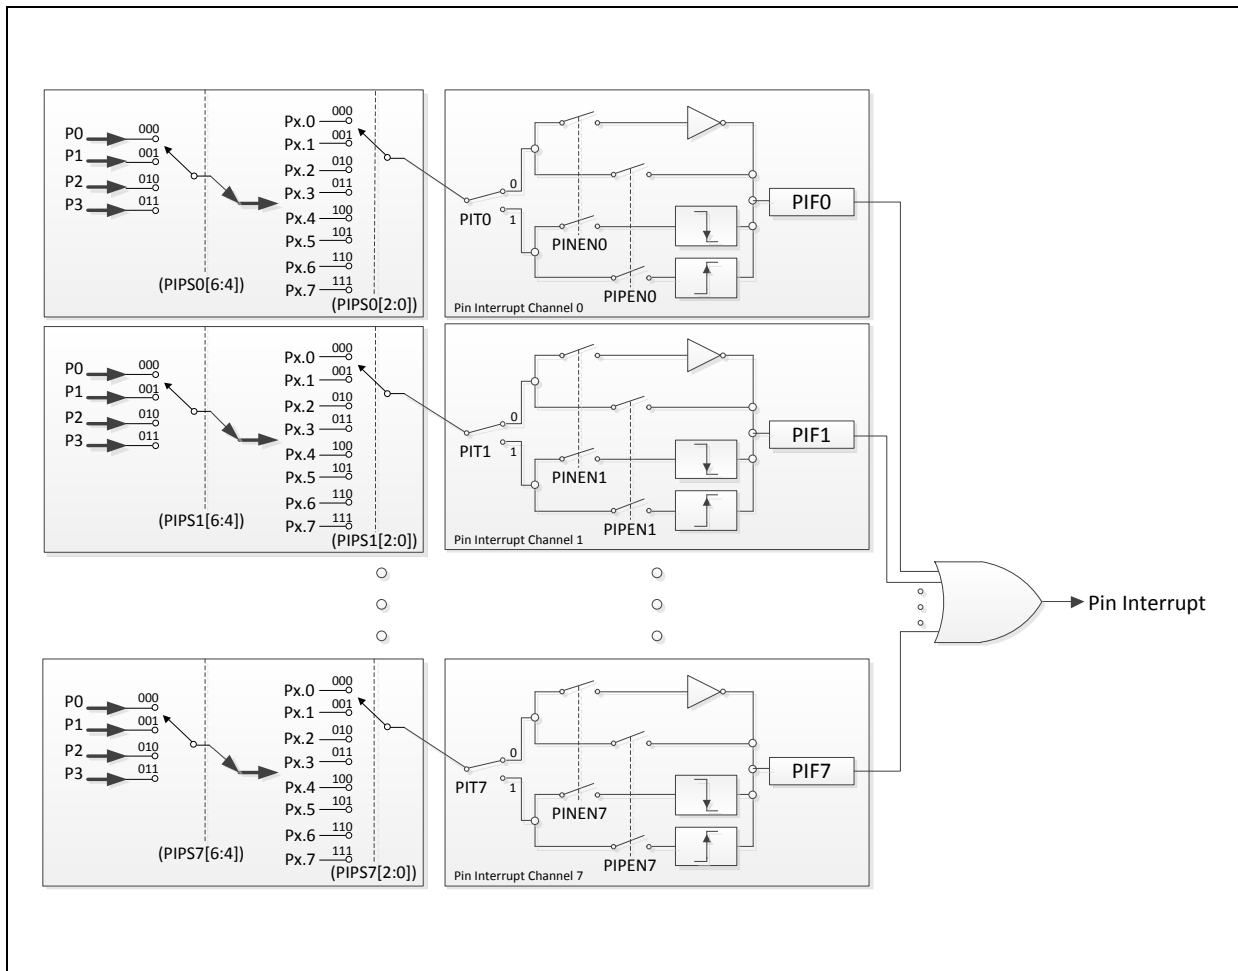 P0 000
P1 001
P2 010
P3 011
(PIPS0[6:4])
Px.0 000
Px.1 001
Px.2 010
Px.3 011
Px.4 100
Px.5 101
Px.6 110
Px.7 111
(PIPS0[2:0])
PIT0
0
1
PINEN0
PIPEN0
Pin Interrupt Channel 0
PIF0
P0 000
P1 001
P2 010
P3 011
(PIPS1[6:4])
Px.0 000
Px.1 001
Px.2 010
Px.3 011
Px.4 100
Px.5 101
Px.6 110
Px.7 111
(PIPS1[2:0])
PIT1
0
1
PINEN1
PIPEN1
Pin Interrupt Channel 1
PIF1
Pin Interrupt
P0 000
P1 001
P2 010
P3 011
(PIPS7[6:4])
Px.0 000
Px.1 001
Px.2 010
Px.3 011
Px.4 100
Px.5 101
Px.6 110
Px.7 111
(PIPS7[2:0])
PIT7
0
1
PINEN7
PIPEN7
Pin Interrupt Channel 7
PIF7